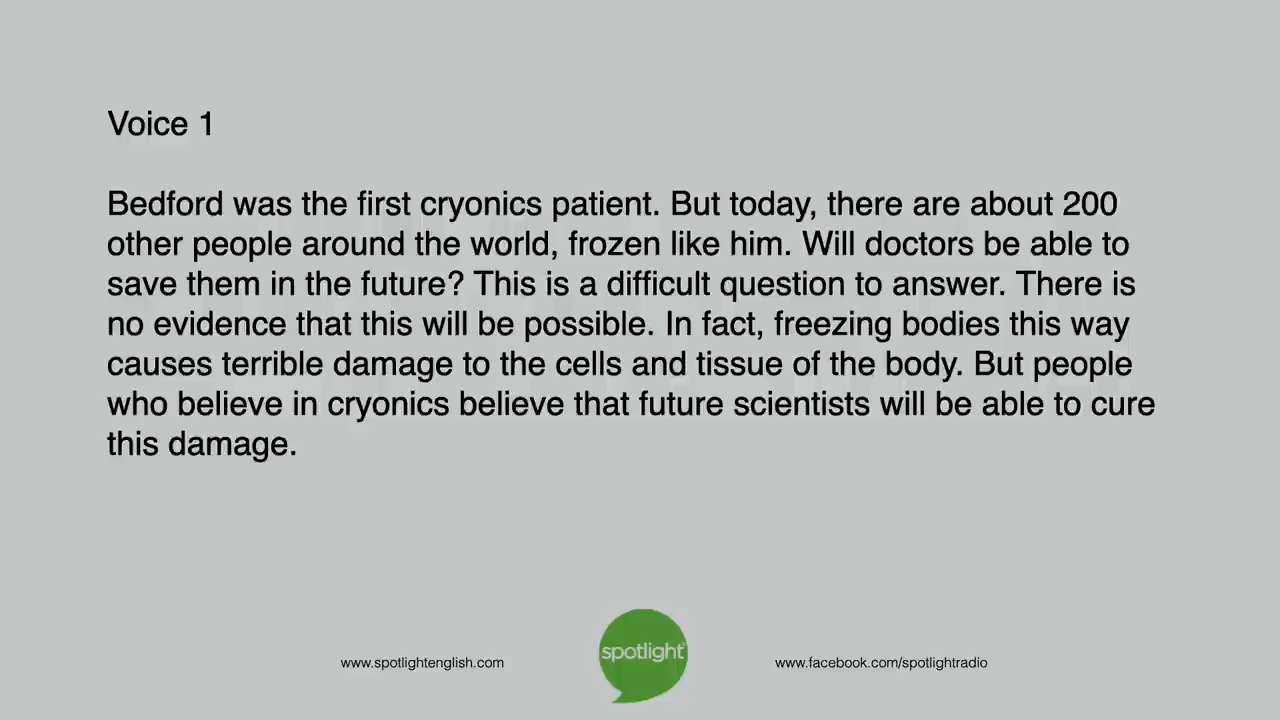 Voice 1
Bedford was the first cryonics patient. But today, there are about 200
other people around the world, frozen like him. Will doctors be able to
save them in the future? This is a difficult question to answer. There is
no evidence that this will be possible. In fact, freezing bodies this way
causes terrible damage to the cells and tissue of the body. But people
who believe in cryonics believe that future scientists will be able to cure
this damage.
www.spotlightenglish.com
spotlight
www.facebook.com/spotlightradio